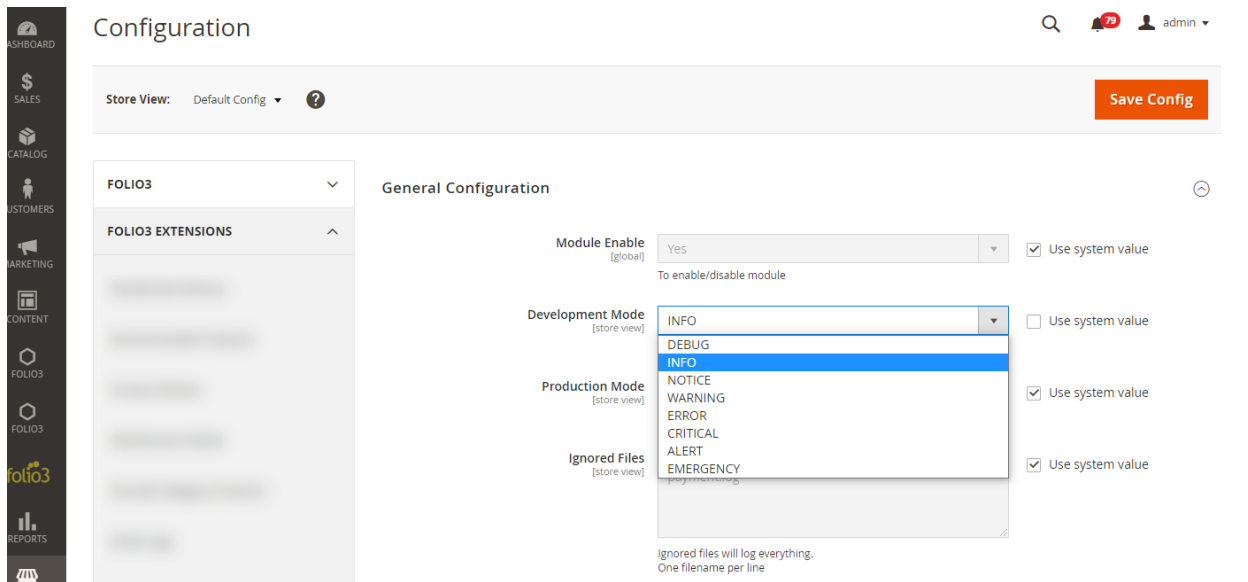 Configuration
79
admin
ASHBOARD
SALES
CATALOG
USTOMERS
MARKETING
CONTENT
FOLIO3
FOLIO3
folio3
REPORTS
Store View: Default Config ?
Save Config
FOLIO3
FOLIO3 EXTENSIONS
General Configuration
Module Enable
[global]
Yes
Use system value
To enable/disable module
Development Mode
[store view]
INFO
Use system value
DEBUG
INFO
NOTICE
WARNING
ERROR
CRITICAL
ALERT
EMERGENCY
Production Mode
[store view]
Use system value
Ignored Files
[store view]
payment.log
Use system value
Ignored files will log everything.
One filename per line